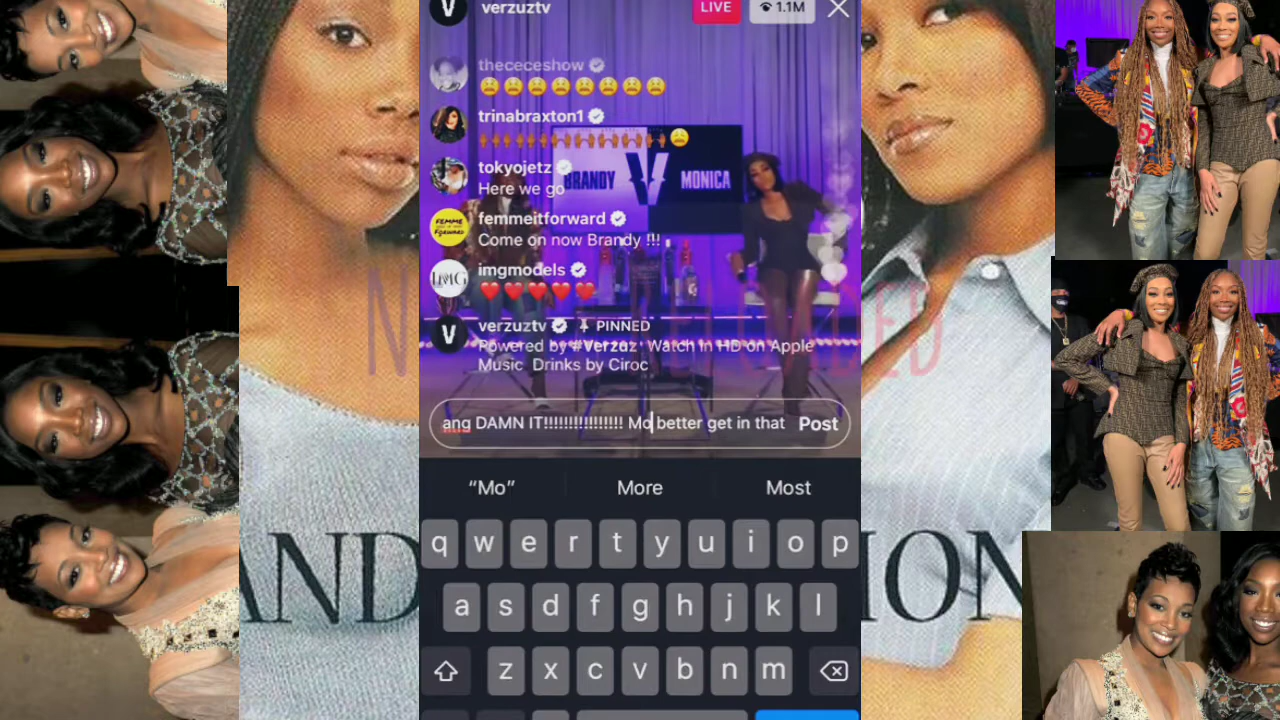 verzuztv
LIVE
1.1M
thececeshow
trinabraxton1
tokyojetz
Here we go
BRANDY V MONICA
femmeitforward
Come on now Brandy !!!
imgmodels
verzuztv PINNED
Powered by #Verzuz Watch in HD on Apple
Music Drinks by Ciroc
ang DAMN IT!!!!!!!!!!!!!!!! Mo better get in that
Post
“Mo” More Most
q w e r t y u i o p
a s d f g h j k l
z x c v b n m
AND
ION